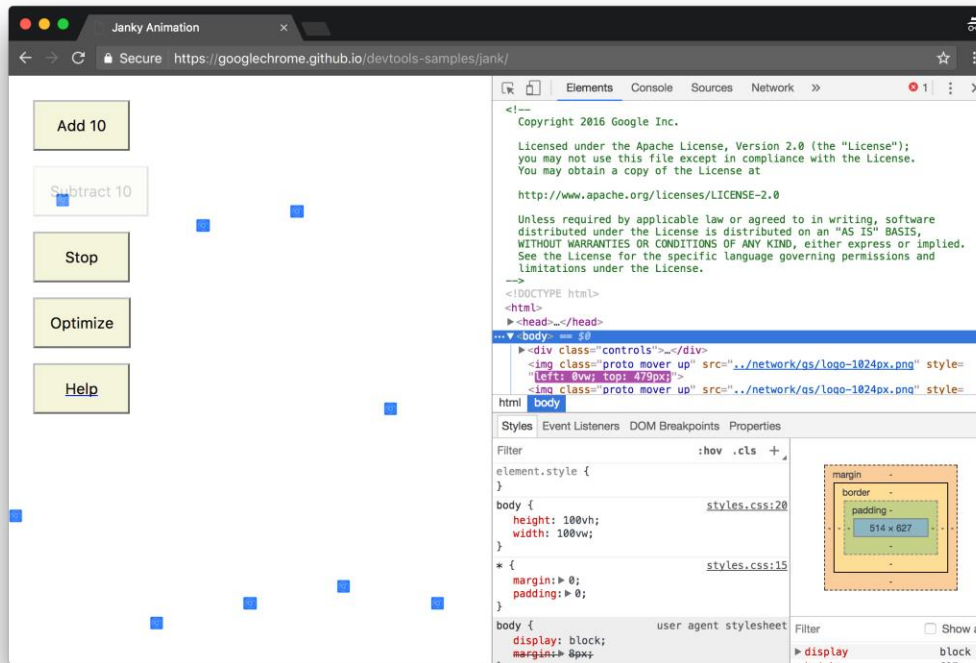 Janky Animation
Secure https://googlechrome.github.io/devtools-samples/jank/
Add 10
Subtract 10
Stop
Optimize
Help
Elements Console Sources Network » 1
<!--
Copyright 2016 Google Inc.
Licensed under the Apache License, Version 2.0 (the "License");
you may not use this file except in compliance with the License.
You may obtain a copy of the License at
http://www.apache.org/licenses/LICENSE-2.0
Unless required by applicable law or agreed to in writing, software
distributed under the License is distributed on an "AS IS" BASIS,
WITHOUT WARRANTIES OR CONDITIONS OF ANY KIND, either express or implied.
See the License for the specific language governing permissions and
limitations under the License.
-->
<!DOCTYPE html>
<html>
▶<head>…</head>
…▼<body> == $0
▶<div class="controls">…</div>
<img class="proto mover up" src="../network/gs/logo-1024px.png" style=
"left: 0vw; top: 479px;">
<img class="proto mover up" src="../network/gs/logo-1024px.png" style=
html body
Styles Event Listeners DOM Breakpoints Properties
Filter :hov .cls +
element.style {
}
body { styles.css:20
height: 100vh;
width: 100vw;
}
* { styles.css:15
margin:▶ 0;
padding:▶ 0;
}
body { user agent stylesheet
display: block;
margin:▶ 8px;
margin -
border -
padding -
- - - 514 × 627 - - -
-
-
-
Filter Show a
▶ display block